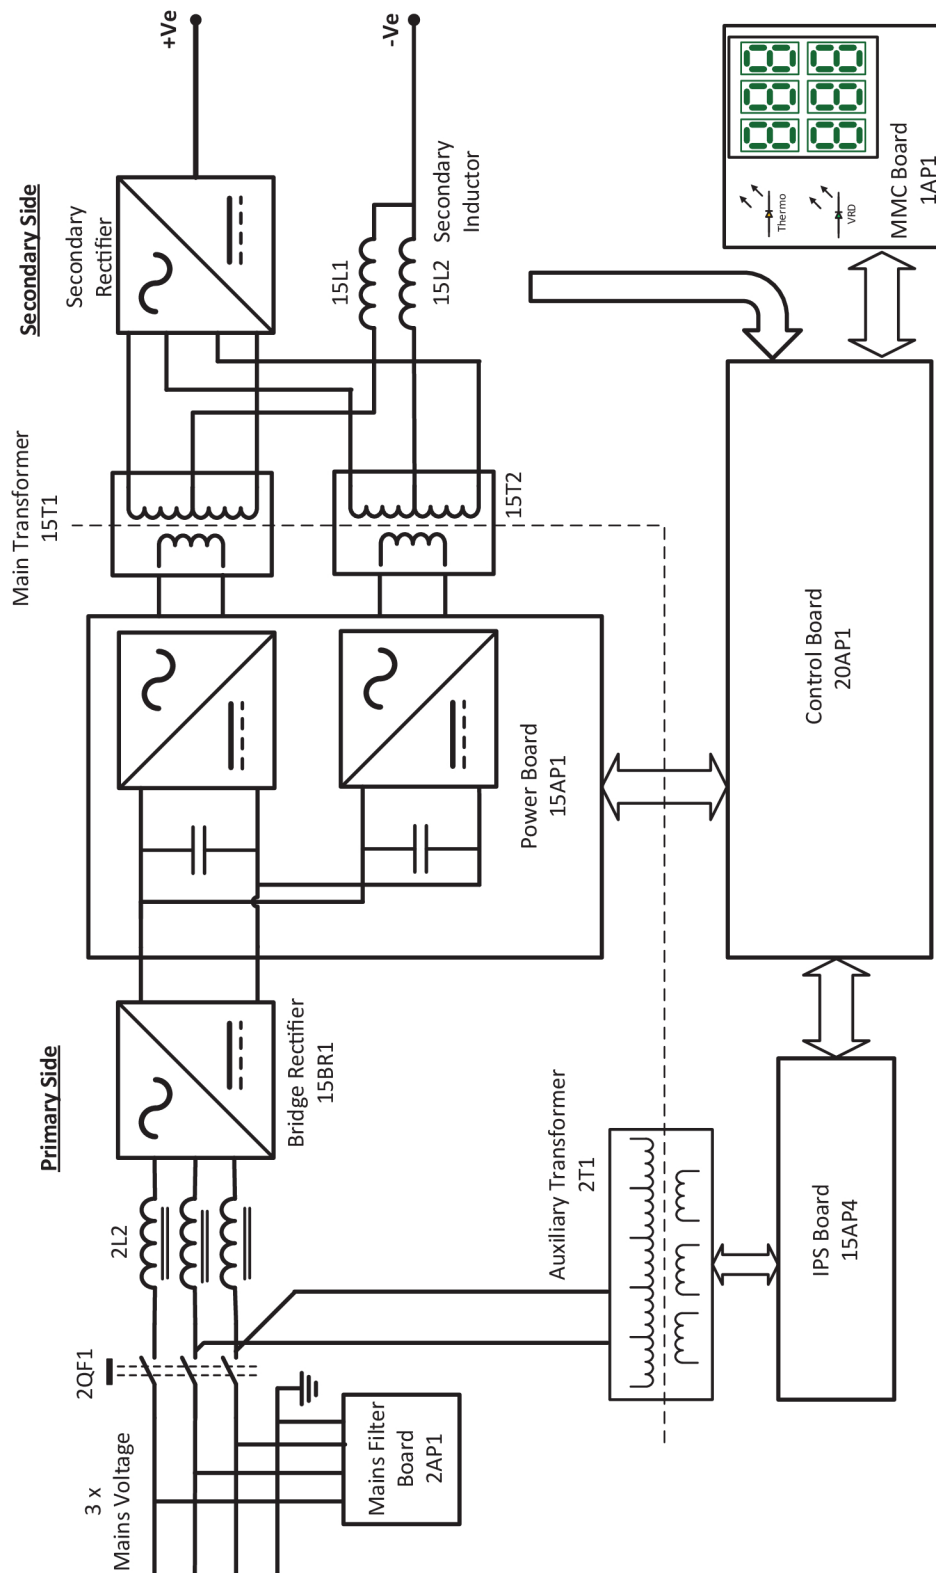 Primary Side
Secondary Side
3 x
Mains Voltage
2QF1
2L2
Bridge Rectifier
15BR1
Mains Filter
Board
2AP1
Main Transformer
15T1
15T2
Secondary
Rectifier
+Ve
-Ve
15L1
15L2
Secondary
Inductor
Power Board
15AP1
Auxiliary Transformer
2T1
IPS Board
15AP4
Control Board
20AP1
Thermo
VRD
888
888
MMC Board
1AP1